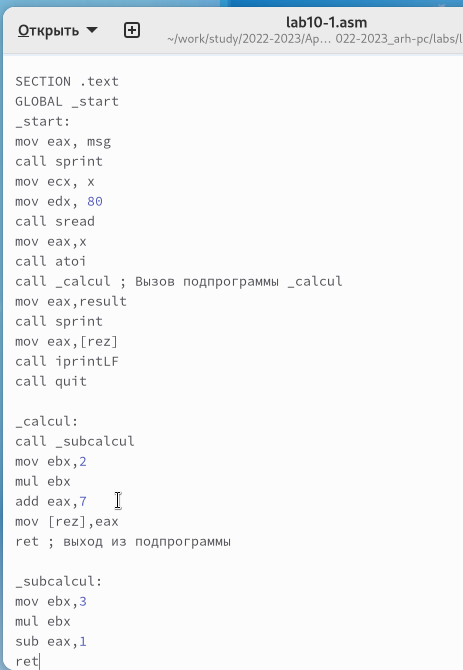 Открыть
lab10-1.asm
~/work/study/2022-2023/Ap... 022-2023_arh-pc/labs/l
SECTION .text
GLOBAL _start
_start:
mov eax, msg
call sprint
mov ecx, x
mov edx, 80
call sread
mov eax,x
call atoi
call _calcul ; Вызов подпрограммы _calcul
mov eax,result
call sprint
mov eax,[rez]
call iprintLF
call quit
_calcul:
call _subcalcul
mov ebx,2
mul ebx
add eax,7
mov [rez],eax
ret ; выход из подпрограммы
_subcalcul:
mov ebx,3
mul ebx
sub eax,1
ret